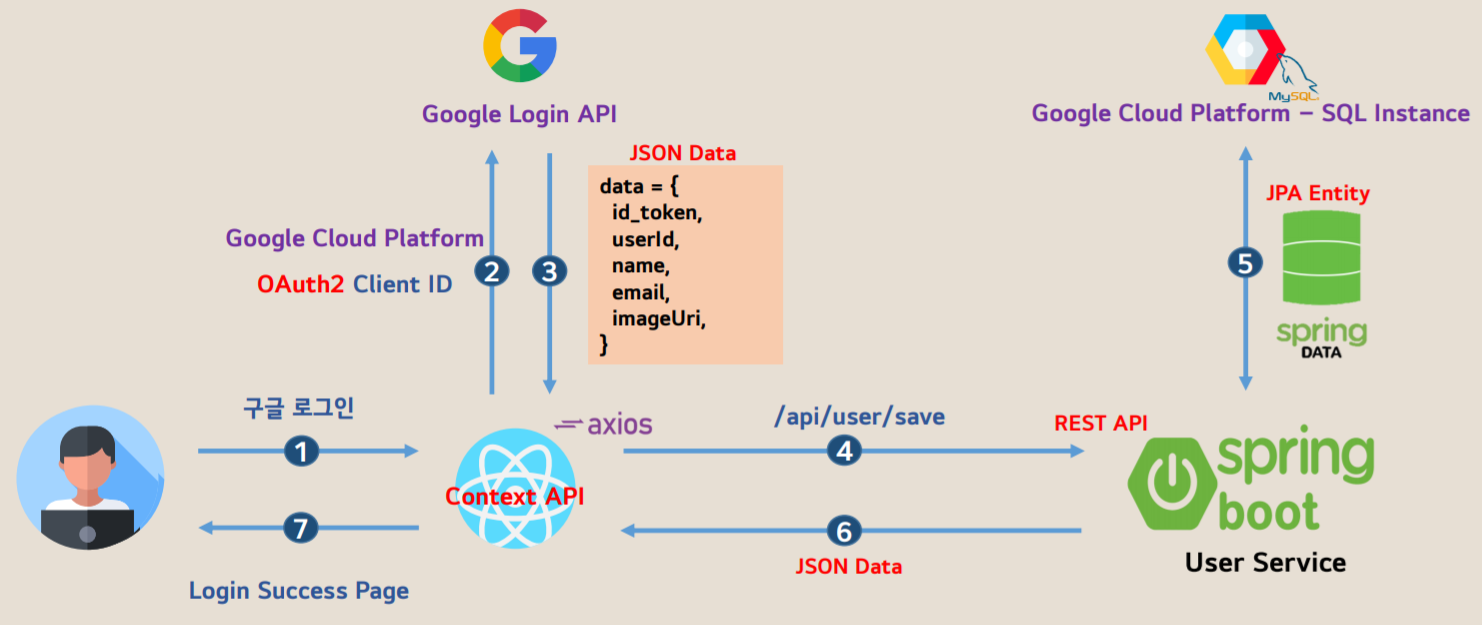 Google Login API
MySQL
Google Cloud Platform – SQL Instance
JSON Data
data = {
id_token,
userId,
name,
email,
imageUri,
}
JPA Entity
Google Cloud Platform
OAuth2 Client ID
2
3
5
spring
DATA
구글 로그인
1
axios
/api/user/save
4
REST API
Context API
spring
boot
7
6
JSON Data
User Service
Login Success Page